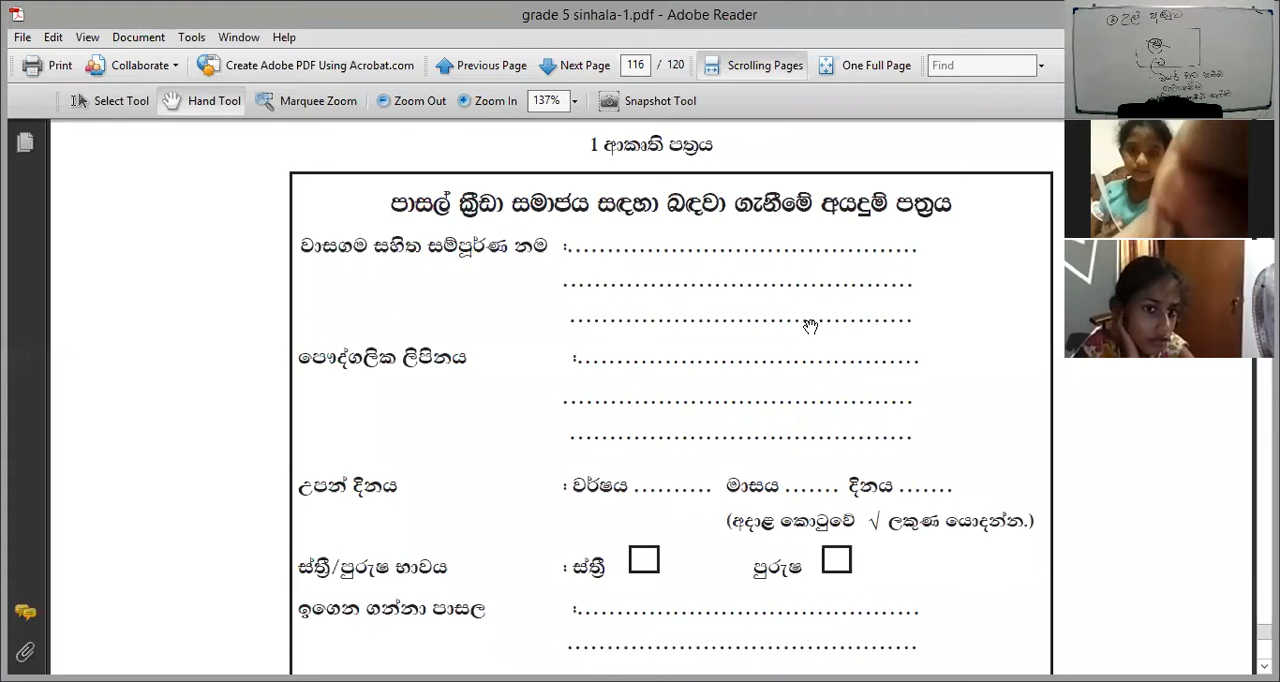 grade 5 sinhala-1.pdf - Adobe Reader
File Edit View Document Tools Window Help
Print Collaborate Create Adobe PDF Using Acrobat.com Previous Page Next Page 116 / 120 Scrolling Pages One Full Page Find
Select Tool Hand Tool Marquee Zoom Zoom Out Zoom In 137% Snapshot Tool
1 ආකෘති පත්‍රය
පාසල් ක්‍රීඩා සමාජය සඳහා බඳවා ගැනීමේ අයදුම් පත්‍රය
වාසගම සහිත සම්පූර්ණ නම :..............................................
..............................................
..............................................
පෞද්ගලික ලිපිනය :..............................................
..............................................
..............................................
උපන් දිනය : වර්ෂය .......... මාසය ....... දිනය .......
(අදාළ කොටුවේ √ ලකුණ යොදන්න.)
ස්ත්‍රී/පුරුෂ භාවය : ස්ත්‍රී පුරුෂ
ඉගෙන ගන්නා පාසල :..............................................
..............................................